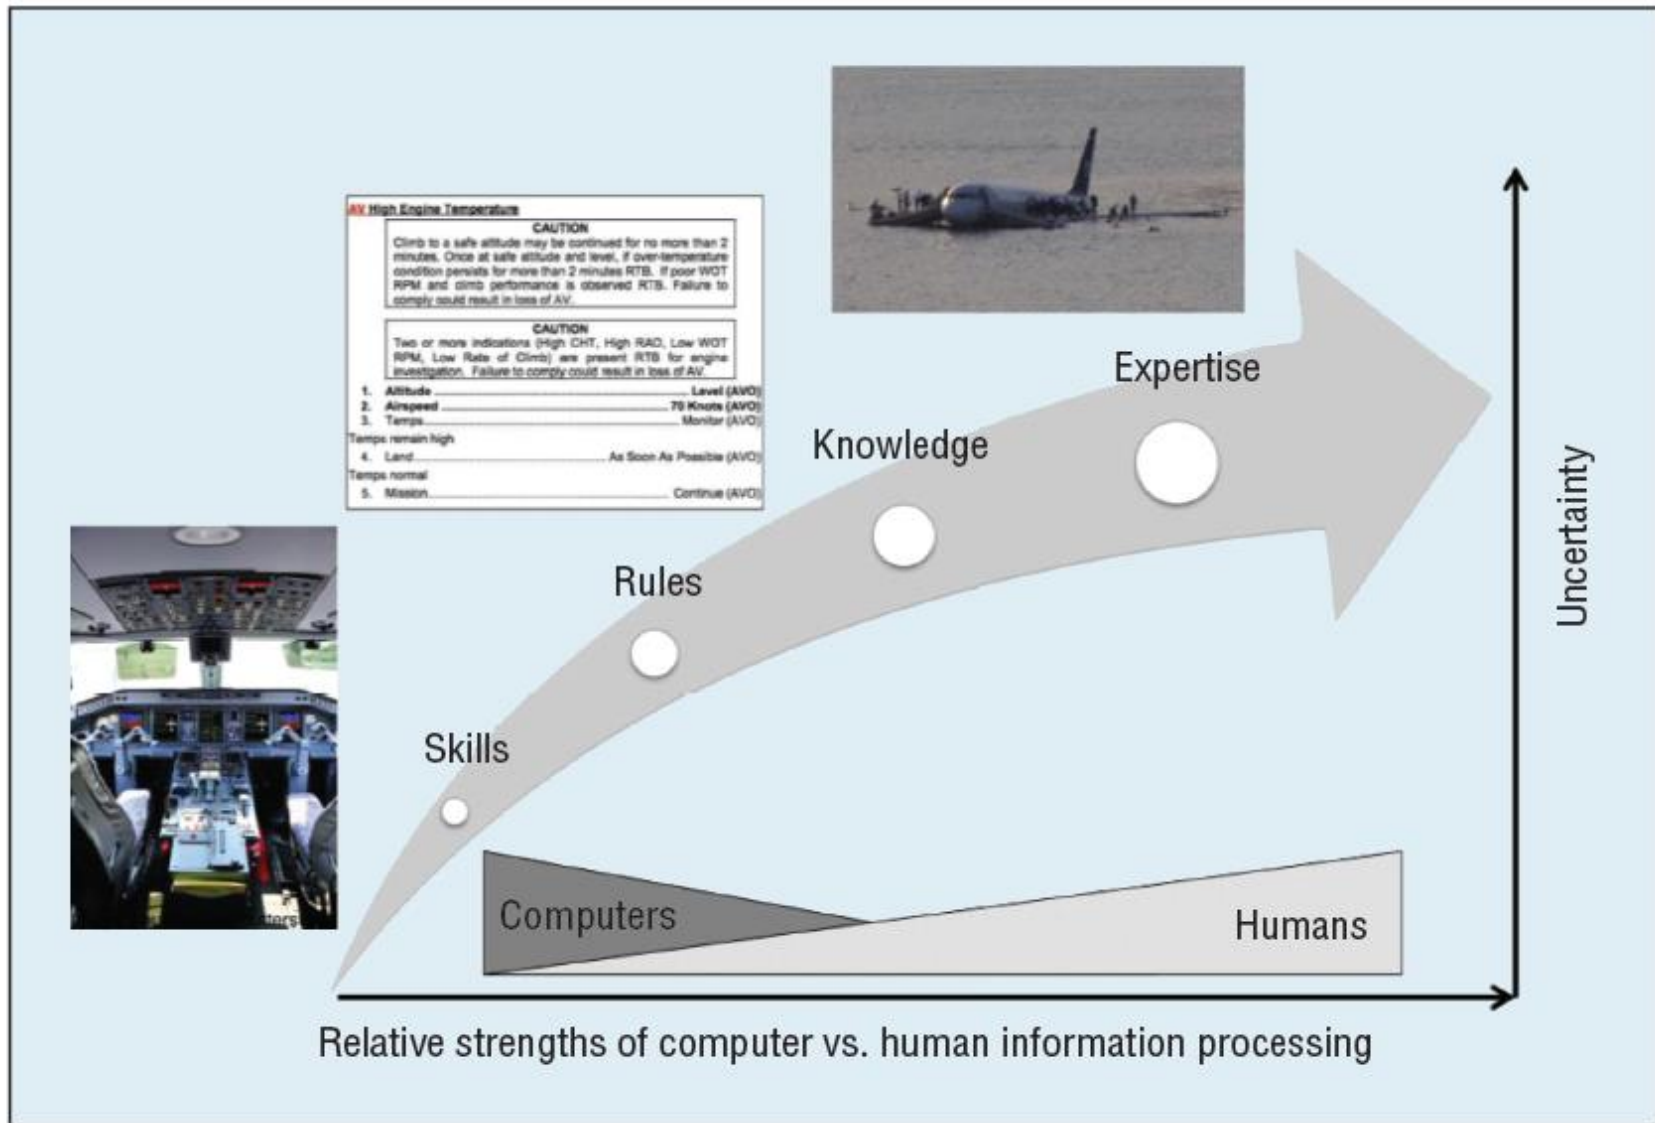 AV High Engine Temperature
CAUTION
Climb to a safe altitude may be continued for no more than 2
minutes. Once at safe altitude and level, if over-temperature
condition persists for more than 2 minutes RTB. If poor WOT
RPM and climb performance is observed RTB. Failure to
comply could result in loss of AV.
CAUTION
Two or more indications (High CHT, High RAD, Low WOT
RPM, Low Rate of Climb) are present RTB for engine
investigation. Failure to comply could result in loss of AV.
1. Altitude ........ Level (AVO)
2. Airspeed ........ 70 Knots (AVO)
3. Temps ........ Monitor (AVO)
Temps remain high
4. Land ........ As Soon As Possible (AVO)
Temps normal
5. Mission ........ Continue (AVO)
Expertise
Knowledge
Rules
Skills
Uncertainty
Computers
Humans
Relative strengths of computer vs. human information processing